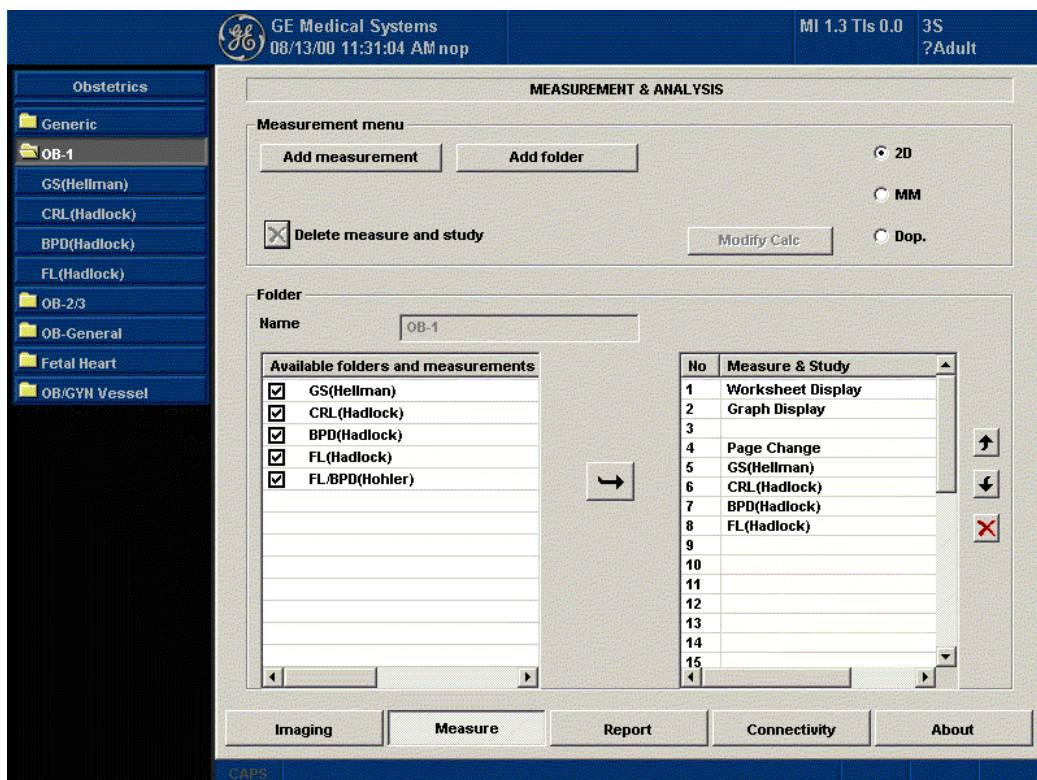 GE Medical Systems
08/13/00 11:31:04 AM nop
MI 1.3 TIs 0.0
3S
?Adult
Obstetrics
Generic
OB-1
GS(Hellman)
CRL(Hadlock)
BPD(Hadlock)
FL(Hadlock)
OB-2/3
OB-General
Fetal Heart
OB/GYN Vessel
MEASUREMENT & ANALYSIS
Measurement menu
Add measurement
Add folder
2D
MM
Delete measure and study
Modify Calc
Dop.
Folder
Name
OB-1
Available folders and measurements
GS(Hellman)
CRL(Hadlock)
BPD(Hadlock)
FL(Hadlock)
FL/BPD(Hohler)
No Measure & Study
1 Worksheet Display
2 Graph Display
3
4 Page Change
5 GS(Hellman)
6 CRL(Hadlock)
7 BPD(Hadlock)
8 FL(Hadlock)
9
10
11
12
13
14
15
Imaging
Measure
Report
Connectivity
About
CAPS